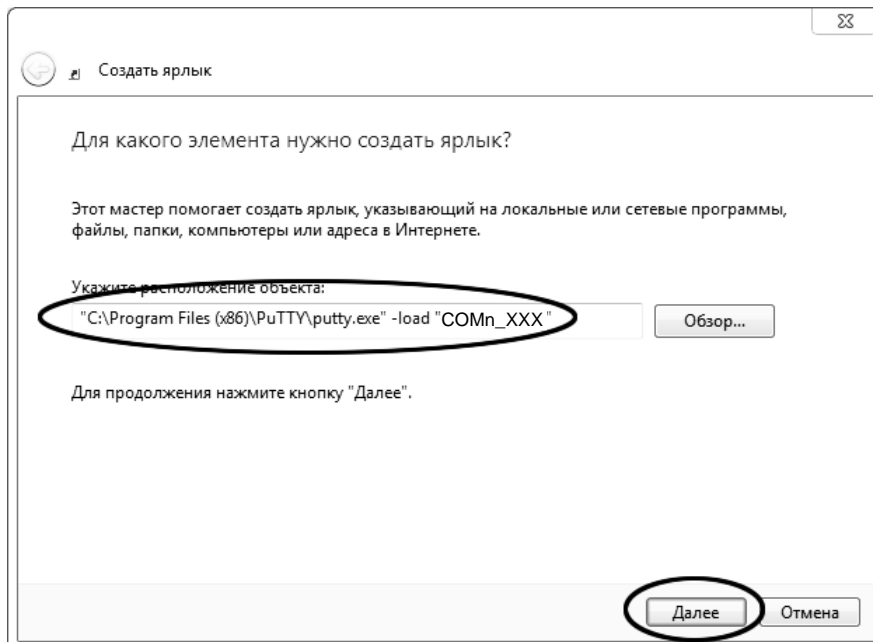 Создать ярлык
Для какого элемента нужно создать ярлык?
Этот мастер помогает создать ярлык, указывающий на локальные или сетевые программы,
файлы, папки, компьютеры или адреса в Интернете.
Укажите расположение объекта:
"C:\Program Files (x86)\PuTTY\putty.exe" -load "COMn_XXX"
Обзор...
Для продолжения нажмите кнопку "Далее".
Далее
Отмена